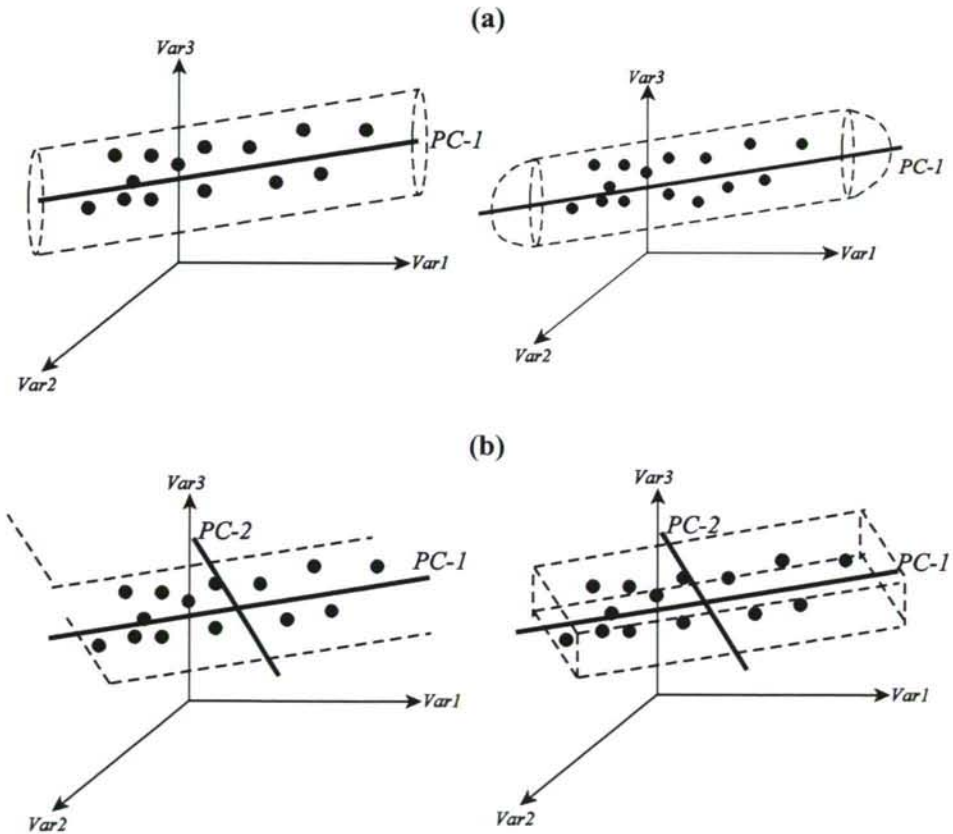 (a)
Var3
PC-1
Var1
Var2
Var3
PC-1
Var1
Var2
(b)
Var3
PC-2
PC-1
Var1
Var2
Var3
PC-2
PC-1
Var1
Var2